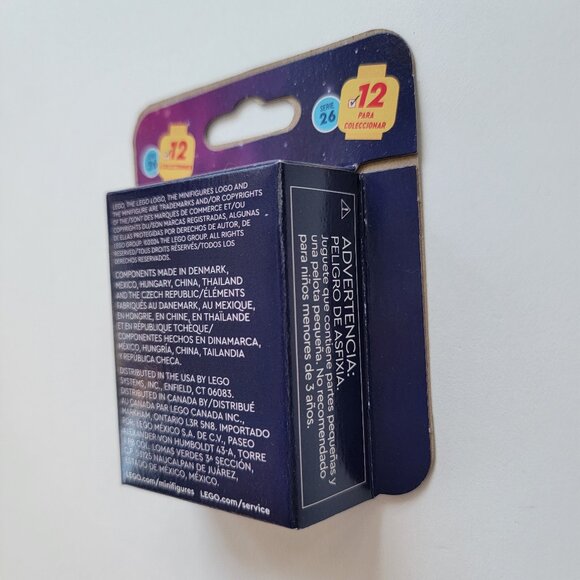 SERIE
26
12
PARA
COLECCIONAR
26
12
LEGO, THE LEGO LOGO, THE MINIFIGURES LOGO AND
THE MINIFIGURE ARE TRADEMARKS AND/OR COPYRIGHTS
OF THE/SONT DES MARQUES DE COMMERCE ET/OU
COPYRIGHTS DU/SON MARCAS REGISTRADAS, ALGUNAS
DE ELLAS PROTEGIDAS POR DERECHOS DE AUTOR, DE
LEGO GROUP. ©2024 THE LEGO GROUP. ALL RIGHTS
RESERVED/TOUS DROITS RÉSERVÉS/TODOS LOS
DERECHOS RESERVADOS.
COMPONENTS MADE IN DENMARK,
MEXICO, HUNGARY, CHINA, THAILAND
AND THE CZECH REPUBLIC/ÉLÉMENTS
FABRIQUÉS AU DANEMARK, AU MEXIQUE,
EN HONGRIE, EN CHINE, EN THAÏLANDE
ET EN RÉPUBLIQUE TCHÈQUE/
COMPONENTES HECHOS EN DINAMARCA,
MÉXICO, HUNGRÍA, CHINA, TAILANDIA
Y REPÚBLICA CHECA.
DISTRIBUTED IN THE USA BY LEGO
SYSTEMS, INC., ENFIELD, CT 06083.
DISTRIBUTED IN CANADA BY/DISTRIBUÉ
AU CANADA PAR LEGO CANADA INC.,
MARKHAM, ONTARIO L3R 5N8. IMPORTADO
POR: LEGO MÉXICO S.A. DE C.V., PASEO
ALEXANDER VON HUMBOLDT 43-A, TORRE
COL. LOMAS VERDES 3ª SECCIÓN,
C.P. 53125 NAUCALPAN DE JUÁREZ,
ESTADO DE MÉXICO, MÉXICO.
LEGO.com/minifigures LEGO.com/service
ADVERTENCIA:
PELIGRO DE ASFIXIA.
Juguete que contiene partes pequeñas y
una pelota pequeña. No recomendado
para niños menores de 3 años.